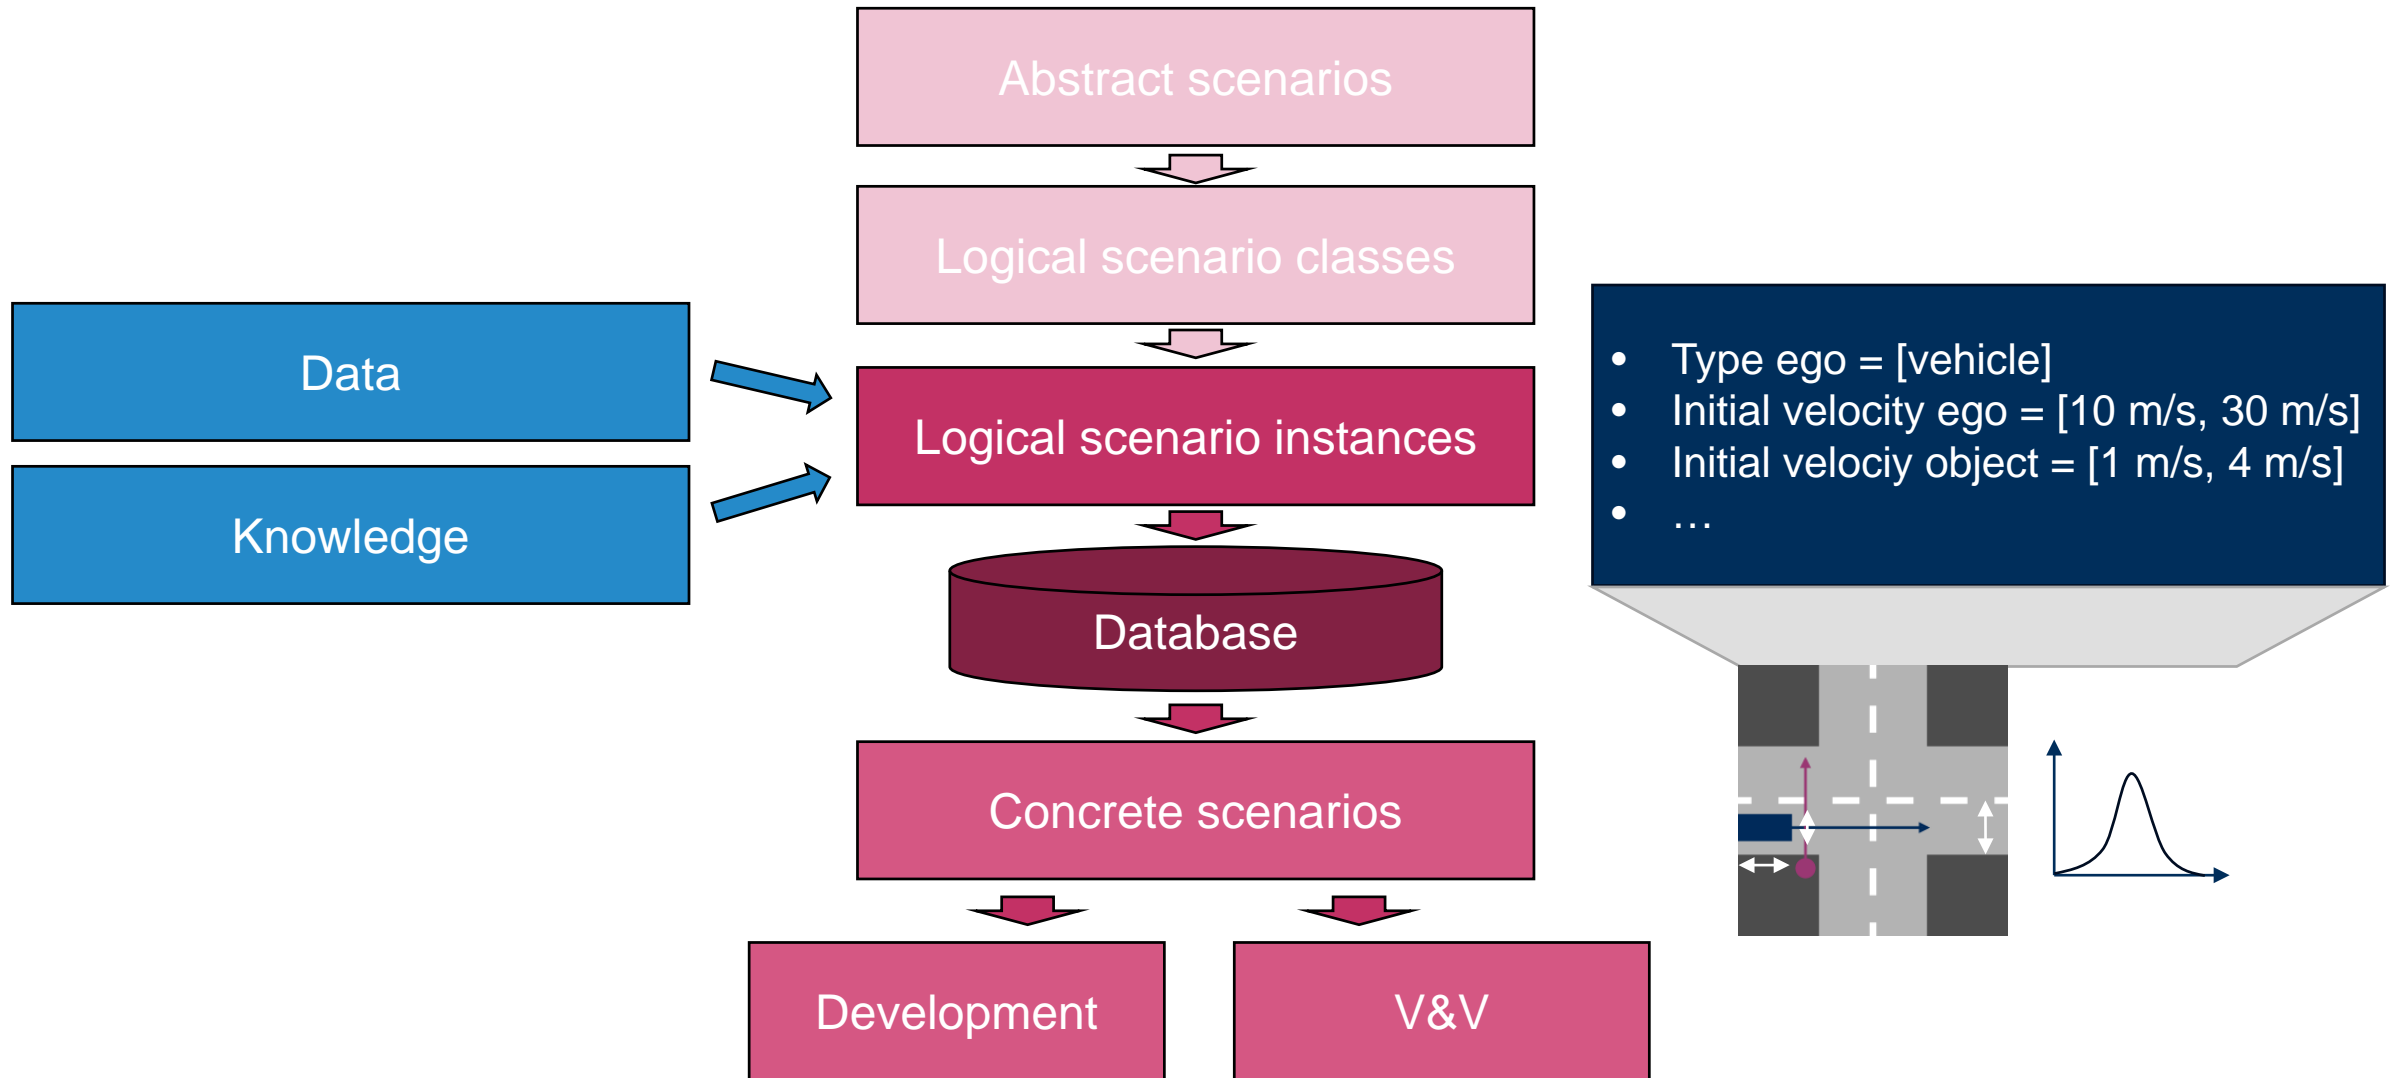 Abstract scenarios
Logical scenario classes
Data
Knowledge
Logical scenario instances
Database
Concrete scenarios
Development
V&V
• Type ego = [vehicle]
• Initial velocity ego = [10 m/s, 30 m/s]
• Initial velociy object = [1 m/s, 4 m/s]
• …